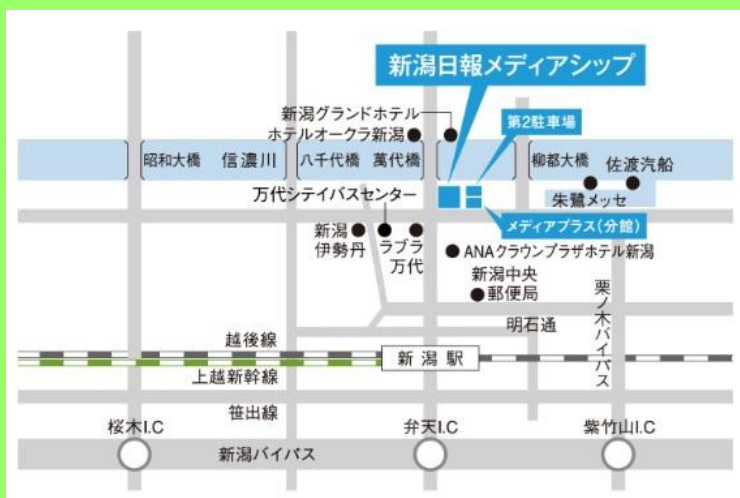 新潟日報メディアシップ
新潟グランドホテル
ホテルオークラ新潟
第2駐車場
昭和大橋
信濃川
八千代橋
萬代橋
柳都大橋
佐渡汽船
朱鷺メッセ
万代シテイバスセンター
メディアプラス(分館)
新潟
伊勢丹
ラブラ
万代
ANAクラウンプラザホテル新潟
新潟中央
郵便局
栗ノ木バイパス
明石通
越後線
新潟駅
上越新幹線
笹出線
桜木I.C
弁天I.C
紫竹山I.C
新潟バイパス